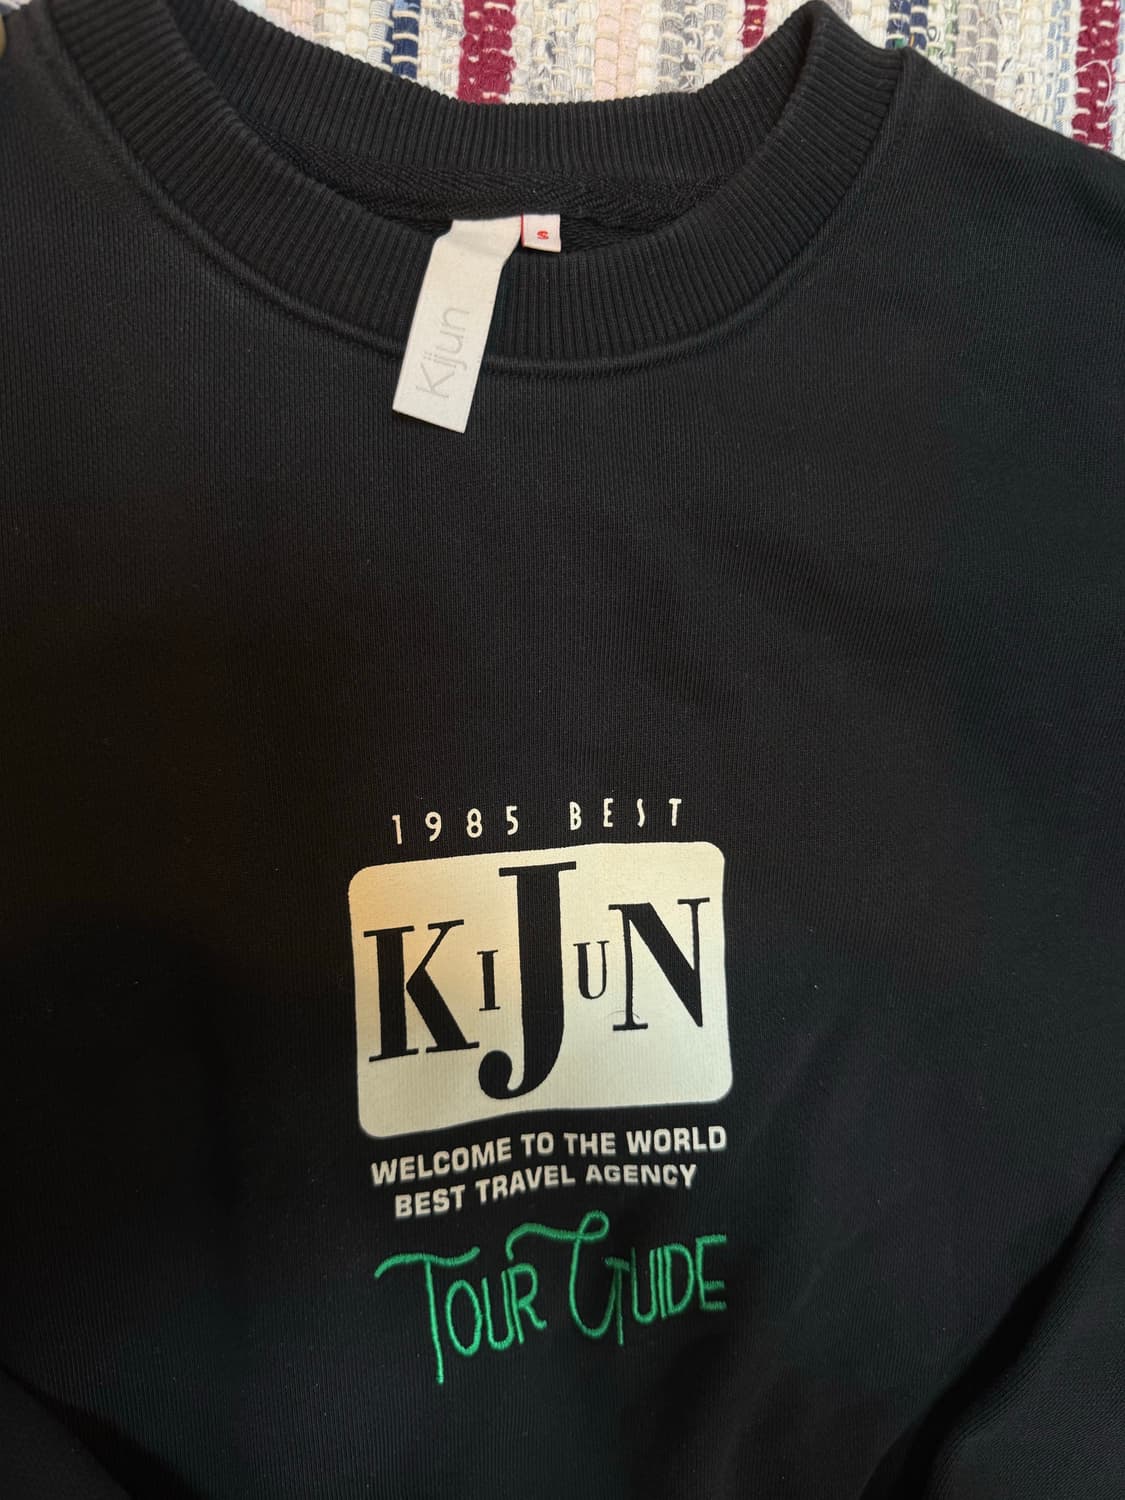 S
Kijun
1985 BEST
KIJUN
WELCOME TO THE WORLD
BEST TRAVEL AGENCY
TOUR GUIDE